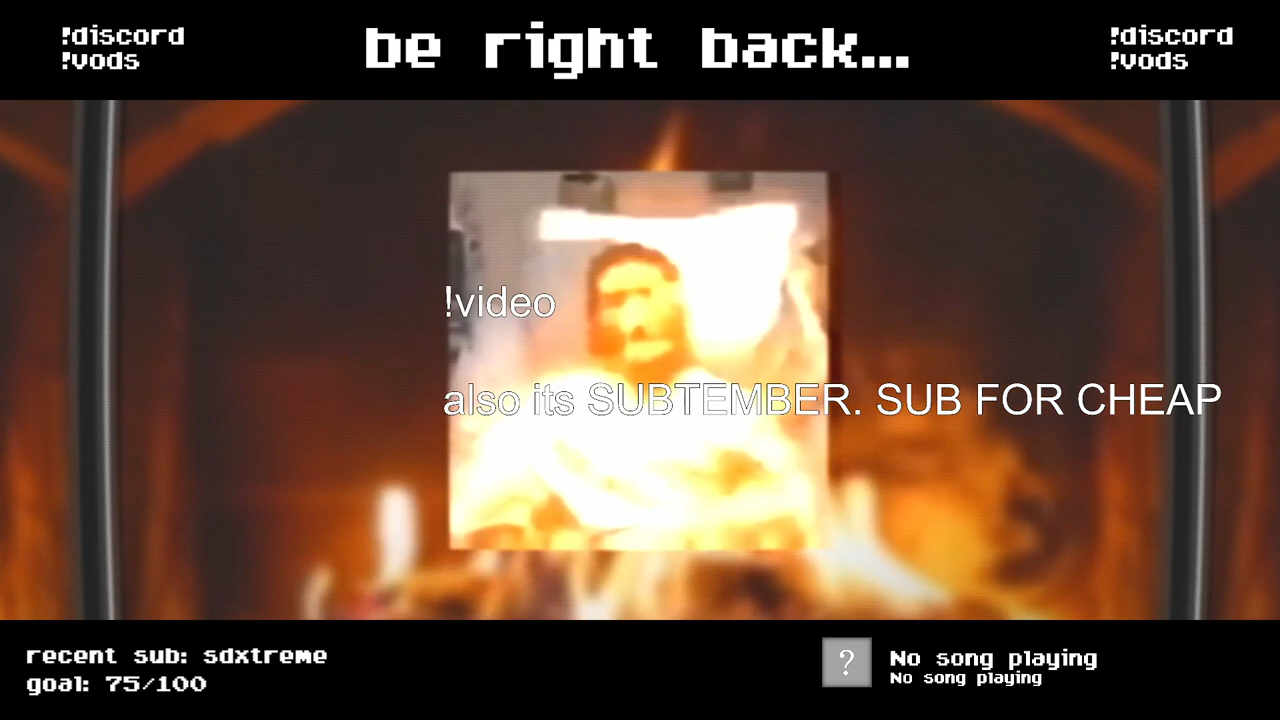 !discord
!vods
be right back...
!discord
!vods
!video
also its SUBTEMBER. SUB FOR CHEAP
recent sub: sdxtreme
goal: 75/100
?
No song playing
No song playing